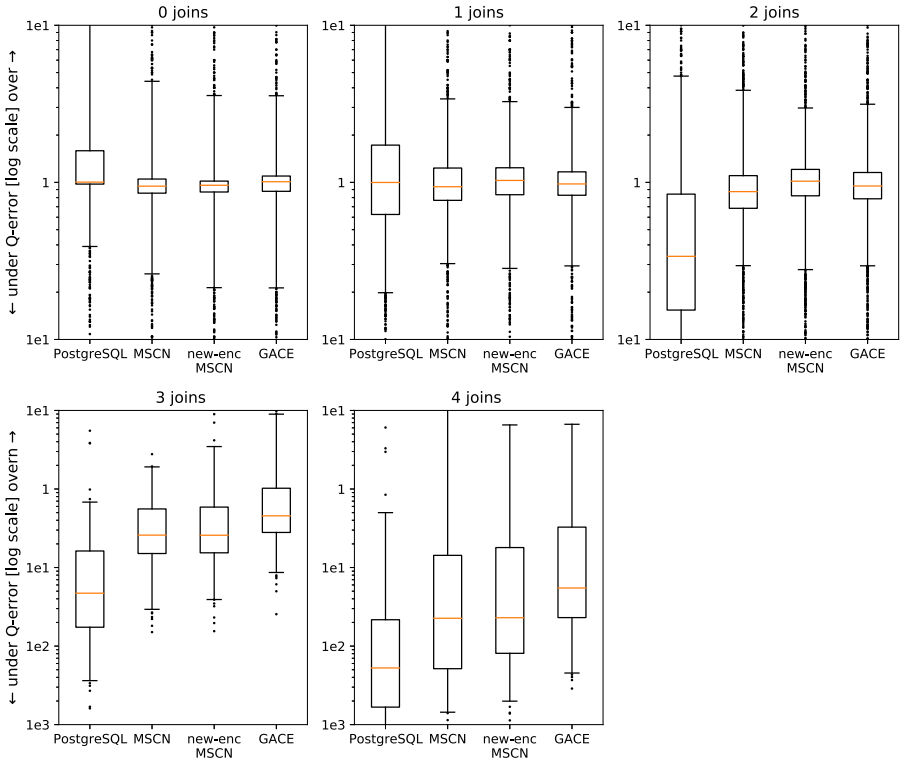 0 joins
1 joins
2 joins
← under Q-error [log scale] over →
1e1
1
1e1
PostgreSQL
MSCN
new-enc
MSCN
GACE
1e1
1
1e1
PostgreSQL
MSCN
new-enc
MSCN
GACE
1e1
1
1e1
PostgreSQL
MSCN
new-enc
MSCN
GACE
3 joins
4 joins
← under Q-error [log scale] overn →
1e1
1
1e1
1e2
1e3
PostgreSQL
MSCN
new-enc
MSCN
GACE
1e1
1
1e1
1e2
1e3
PostgreSQL
MSCN
new-enc
MSCN
GACE